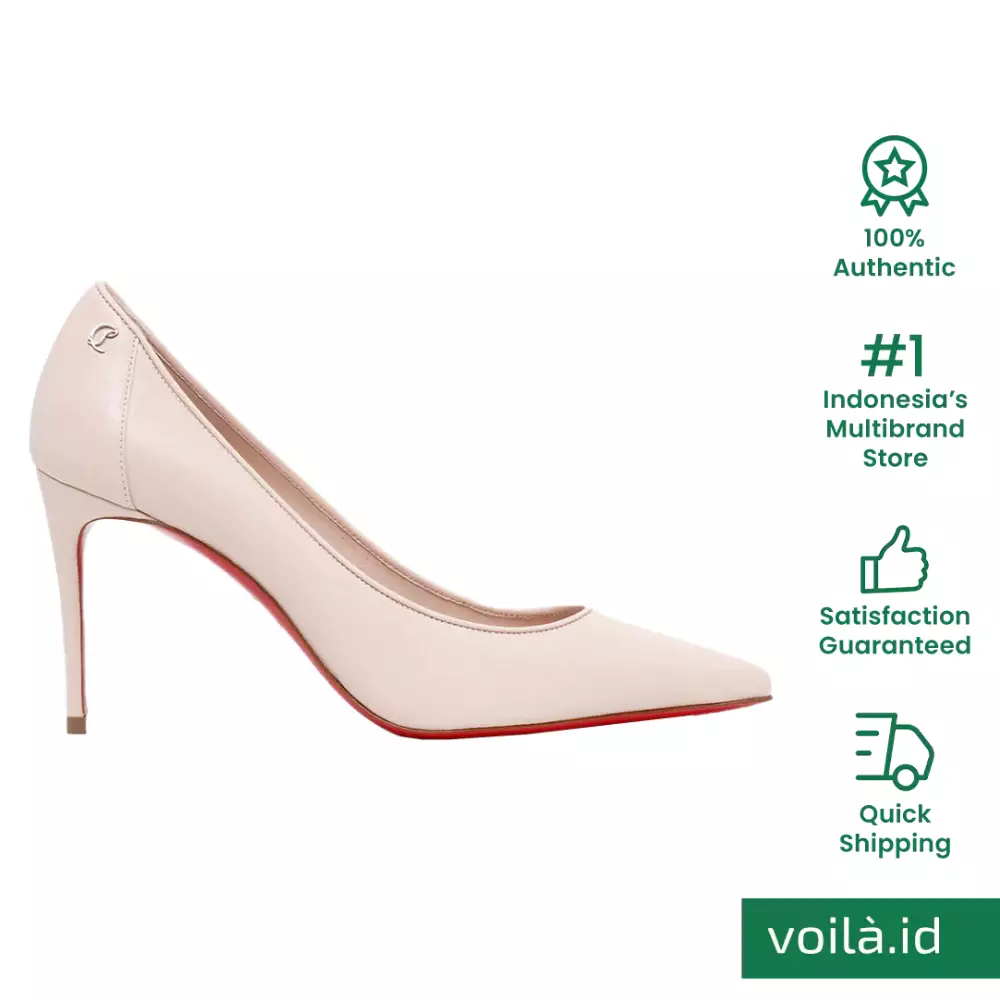 100%
Authentic
#1
Indonesia's
Multibrand
Store
Satisfaction
Guaranteed
Quick
Shipping
voilà.id